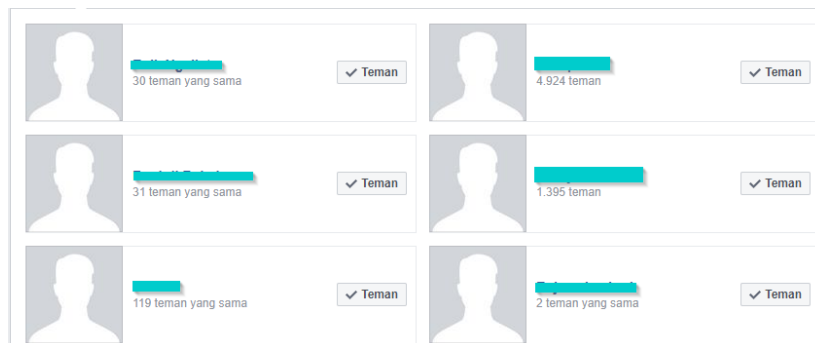 ✓ Teman
30 teman yang sama
✓ Teman
4.924 teman
✓ Teman
31 teman yang sama
✓ Teman
1.395 teman
✓ Teman
119 teman yang sama
✓ Teman
2 teman yang sama